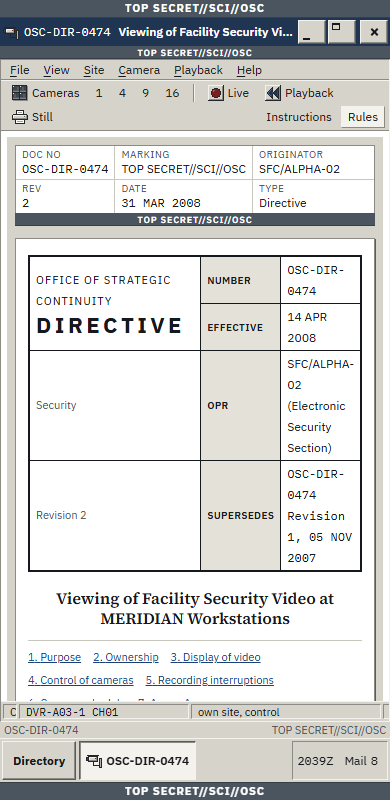 TOP SECRET//SCI//OSC
OSC-DIR-0474 Viewing of Facility Security Vi...
TOP SECRET//SCI//OSC
File View Site Camera Playback Help
Cameras 1 4 9 16 Live Playback
Still Instructions Rules
DOC NO MARKING ORIGINATOR
OSC-DIR-0474 TOP SECRET//SCI//OSC SFC/ALPHA-02
REV DATE TYPE
2 31 MAR 2008 Directive
TOP SECRET//SCI//OSC
OFFICE OF STRATEGIC
CONTINUITY
DIRECTIVE
NUMBER
OSC-DIR-
0474
EFFECTIVE
14 APR
2008
Security
OPR
SFC/ALPHA-
02
(Electronic
Security
Section)
Revision 2
SUPERSEDES
OSC-DIR-
0474
Revision
1, 05 NOV
2007
Viewing of Facility Security Video at
MERIDIAN Workstations
1. Purpose 2. Ownership 3. Display of video
4. Control of cameras 5. Recording interruptions
C DVR-A03-1 CH01 own site, control
OSC-DIR-0474 TOP SECRET//SCI//OSC
Directory OSC-DIR-0474 2039Z Mail 8
TOP SECRET//SCI//OSC